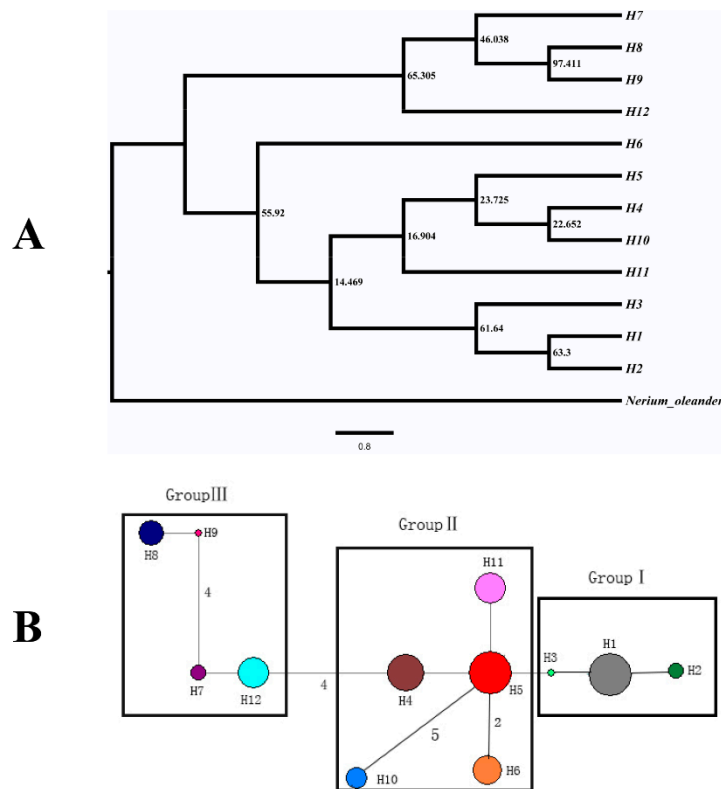 A
H7
46.038
H8
97.411
H9
65.305
H12
H6
H5
23.725
55.92
H4
22.652
16.904
H10
H11
14.469
H3
61.64
H1
63.3
H2
Nerium_oleander
0.8
B
GroupⅢ
Group Ⅱ
Group Ⅰ
H8
H9
4
H7
H12
4
H11
H4
H5
5
2
H10
H6
H3
H1
H2